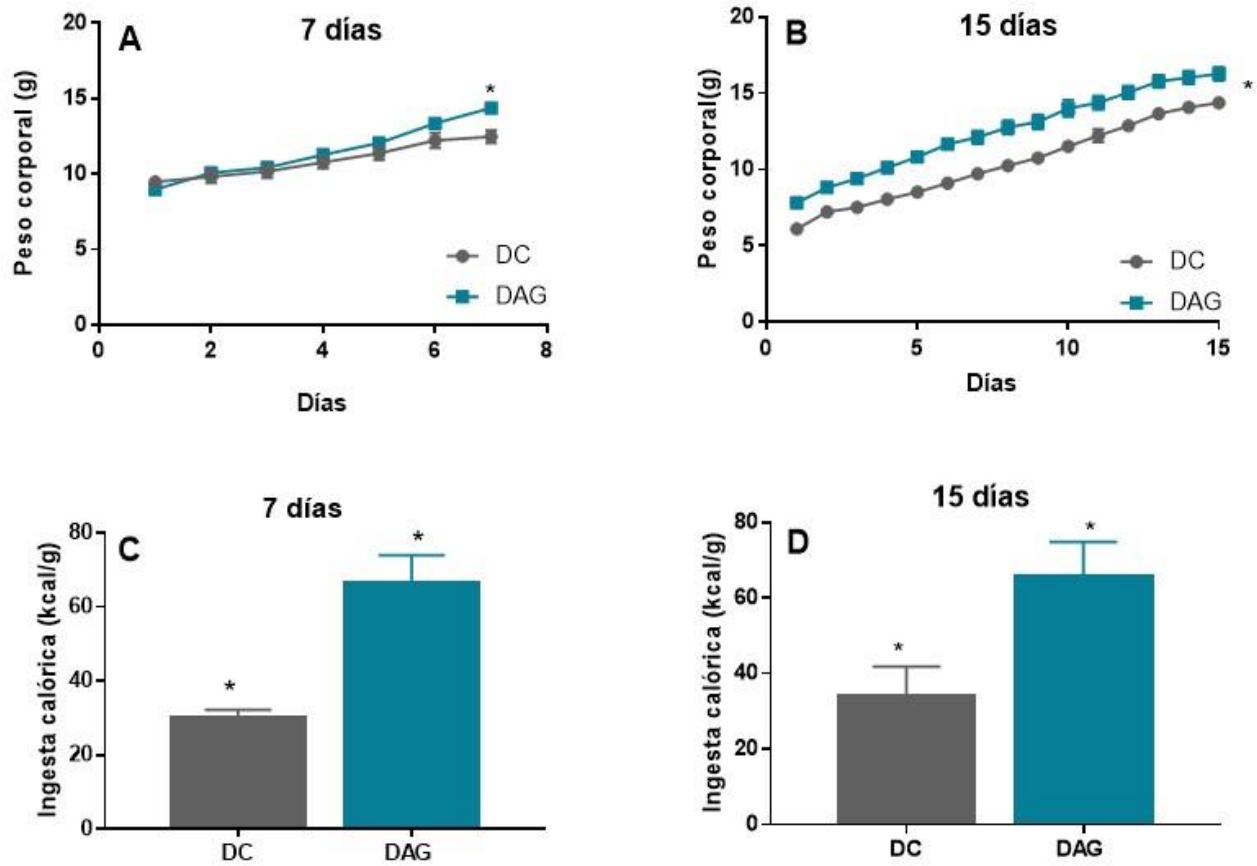 A
7 días
Peso corporal (g)
20
15
10
5
0
*
DC
DAG
0 2 4 6 8
Días
B
15 días
Peso corporal(g)
20
15
10
5
0
*
DC
DAG
0 5 10 15
Días
C
7 días
Ingesta calórica (kcal/g)
80
60
40
20
0
* *
DC DAG
D
15 días
Ingesta calórica (kcal/g)
80
60
40
20
0
* *
DC DAG